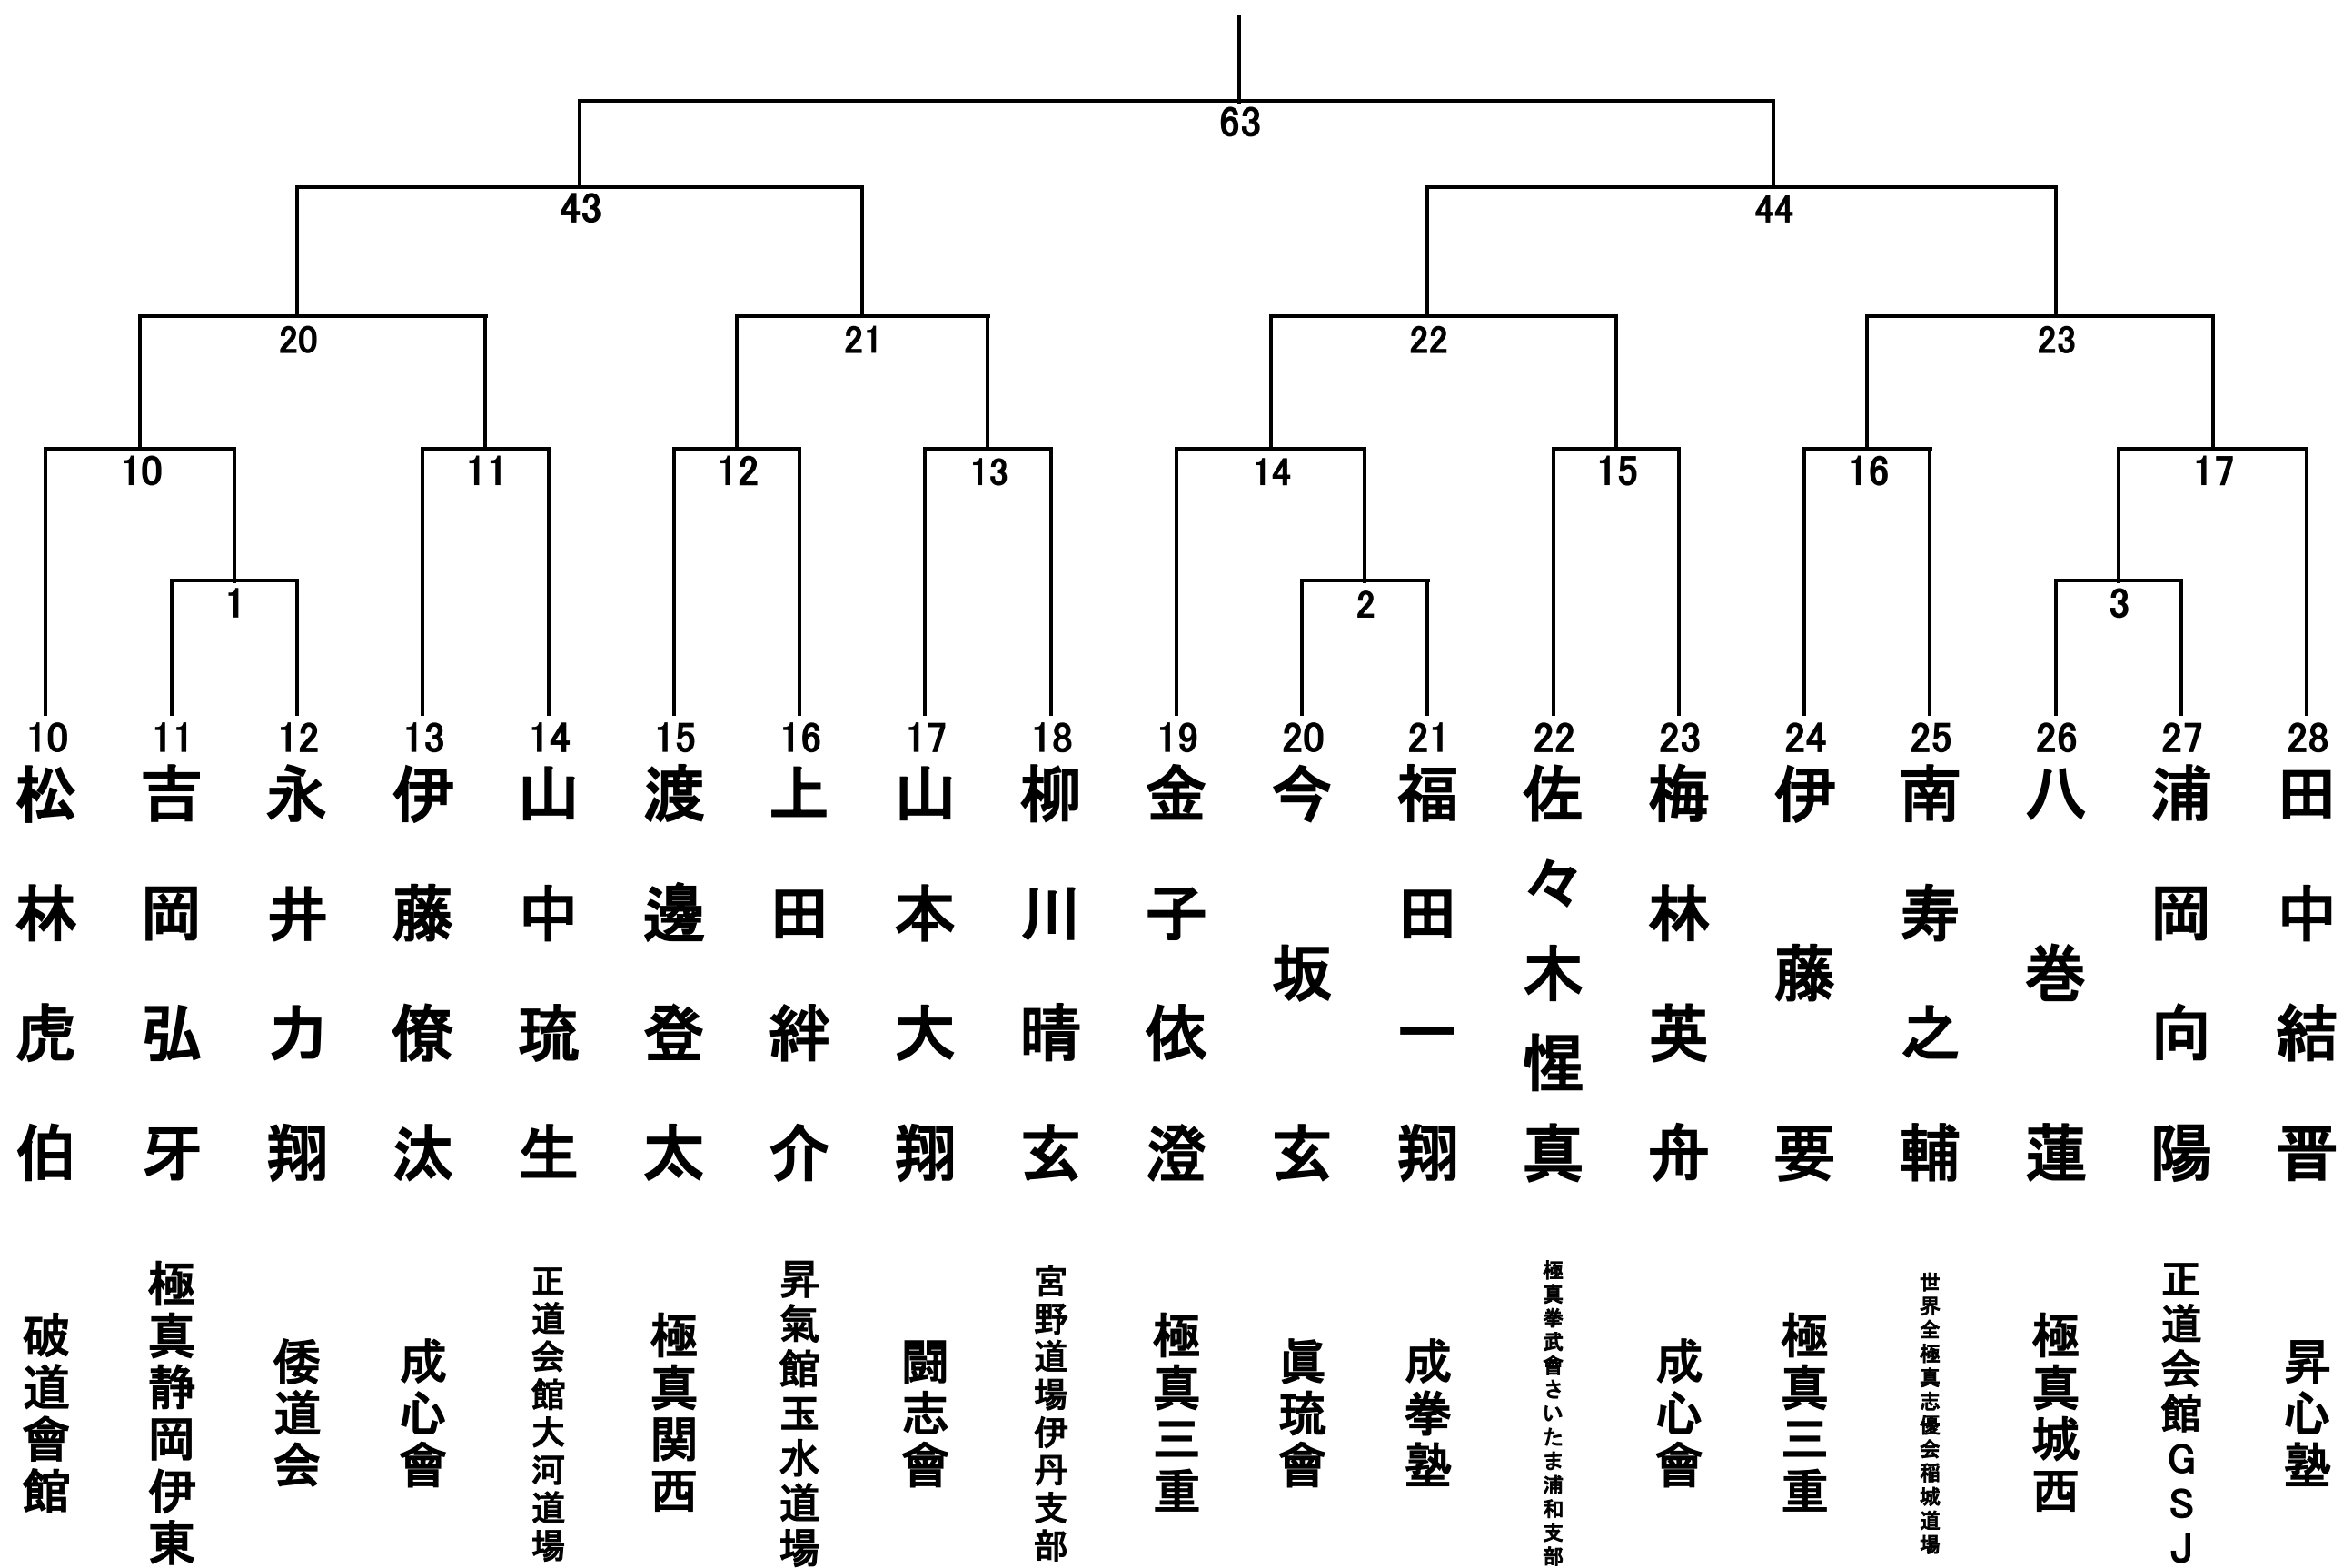 63
43
44
20
21
22
23
10
11
12
13
14
15
16
17
1
2
3
10
松林虎伯
破道會館
11
吉岡弘牙
極真静岡伊東
12
永井力翔
倭道会
13
伊藤僚汰
成心會
14
山中琉生
正道会館大河道場
15
渡邊登太
極真関西
16
上田絆介
昇氣館玉水道場
17
山本大翔
闘志會
18
柳川晴玄
宮野道場伊丹支部
19
金子依澄
極真三重
20
今坂玄
眞琉會
21
福田一翔
成拳塾
22
佐々木惺真
極真拳武會さいたま浦和支部
23
梅林英舟
成心會
24
伊藤要
極真三重
25
南寿之輔
世界全極真志優会稲城道場
26
八巻蓮
極真城西
27
浦岡向陽
正道会館GSJ
28
田中結晋
昇心塾